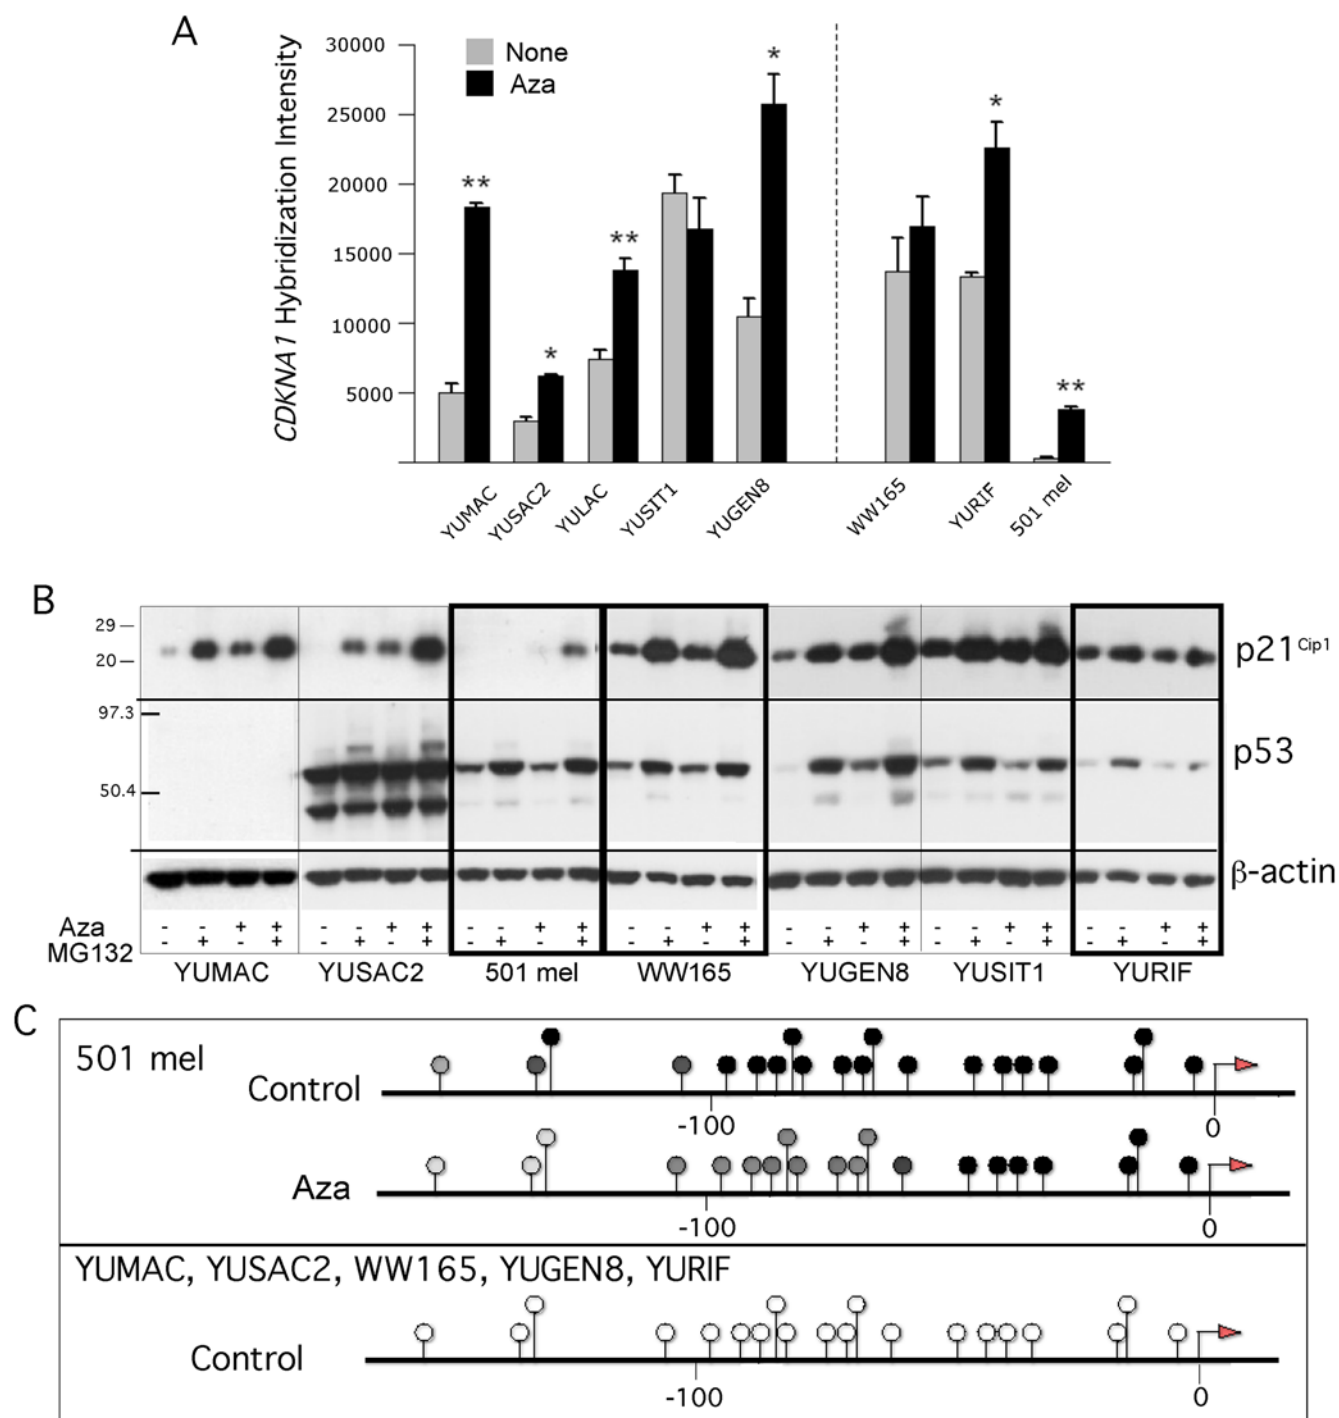 A
CDKNA1 Hybridization Intensity
30000
25000
20000
15000
10000
5000
None
Aza
**
*
**
*
*
**
YUMAC
YUSAC2
YULAC
YUSIT1
YUGEN8
WW165
YURIF
501 mel
B
29
20
p21Cip1
97.3
50.4
p53
β-actin
Aza - - + + - - + + - - + + - - + + - - + + - - + + - - + +
MG132 - + - + - + - + - + - + - + - + - + - + - + - + - + - +
YUMAC YUSAC2 501 mel WW165 YUGEN8 YUSIT1 YURIF
C
501 mel
Control
-100 0
Aza
-100 0
YUMAC, YUSAC2, WW165, YUGEN8, YURIF
Control
-100 0